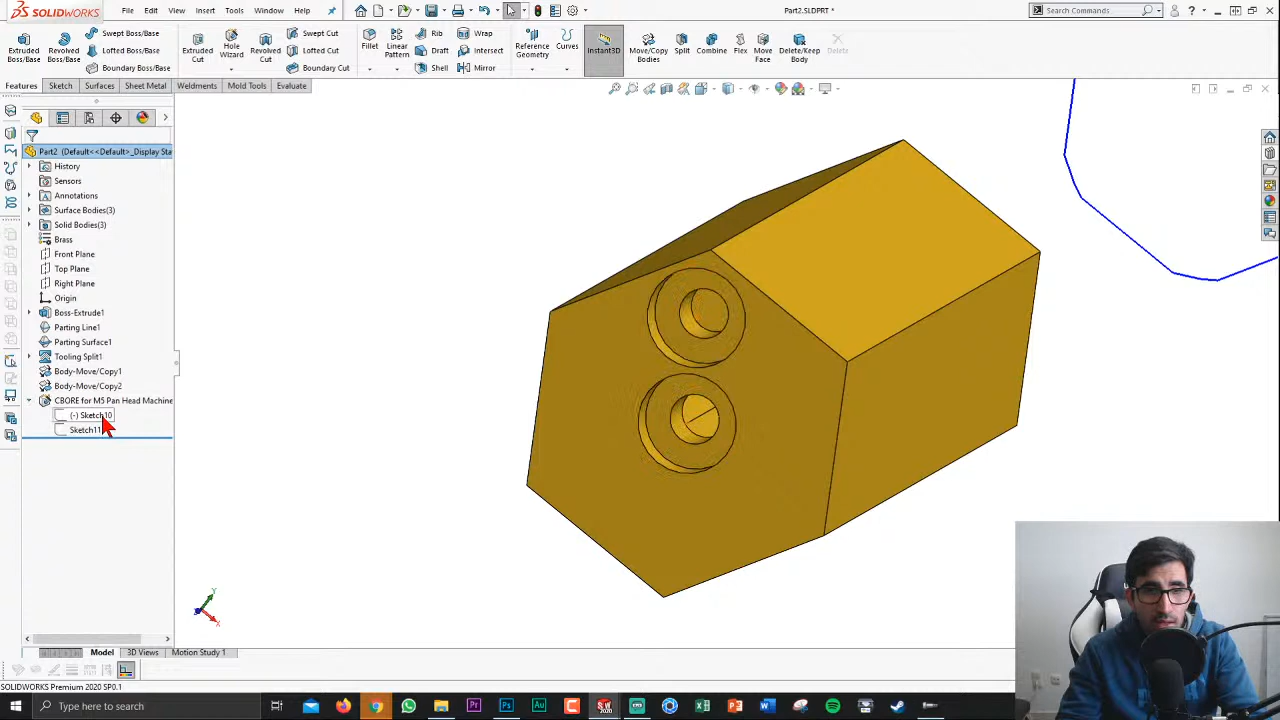 SOLIDWORKS
File Edit View Insert Tools Window Help
Part2.SLDPRT *
Search Commands
Extruded Boss/Base
Revolved Boss/Base
Swept Boss/Base
Lofted Boss/Base
Boundary Boss/Base
Extruded Cut
Hole Wizard
Revolved Cut
Swept Cut
Lofted Cut
Boundary Cut
Fillet
Linear Pattern
Rib
Draft
Shell
Wrap
Intersect
Mirror
Reference Geometry
Curves
Instant3D
Move/Copy Bodies
Split
Combine
Flex
Move Face
Delete/Keep Body
Delete
Features Sketch Surfaces Sheet Metal Weldments Mold Tools Evaluate
Part2 (Default<<Default>_Display Sta
History
Sensors
Annotations
Surface Bodies(3)
Solid Bodies(3)
Brass
Front Plane
Top Plane
Right Plane
Origin
Boss-Extrude1
Parting Line1
Parting Surface1
Tooling Split1
Body-Move/Copy1
Body-Move/Copy2
CBORE for M5 Pan Head Machine
(-) Sketch10
Sketch11
Y
X
Model 3D Views Motion Study 1
SOLIDWORKS Premium 2020 SP0.1
Type here to search